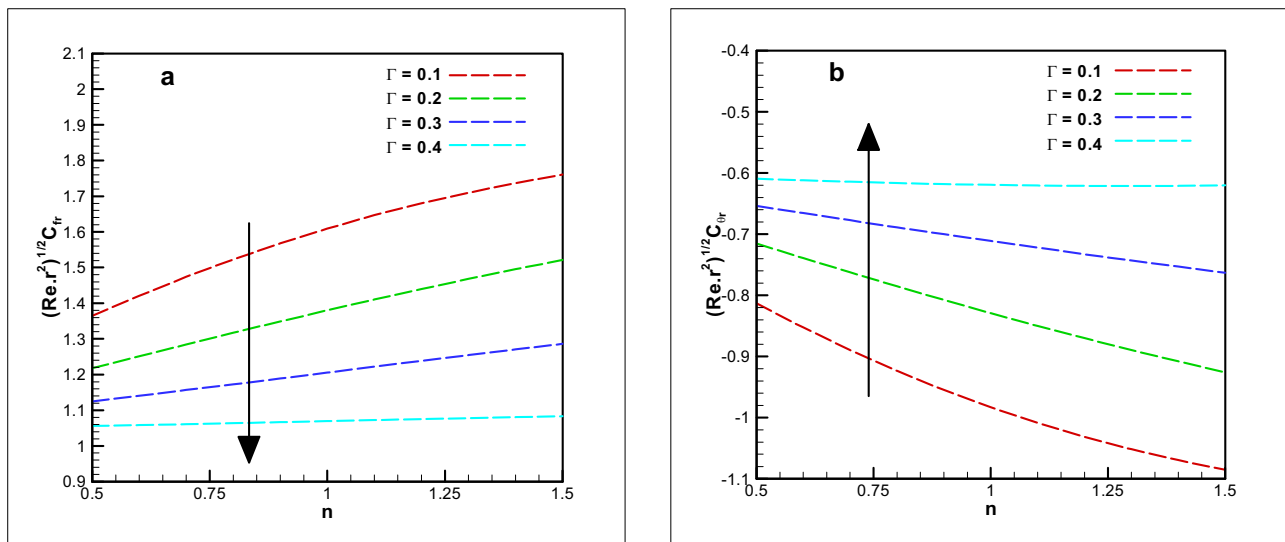 a
Γ = 0.1
Γ = 0.2
Γ = 0.3
Γ = 0.4
2.1
2
1.9
1.8
1.7
1.6
1.5
1.4
1.3
1.2
1.1
1
0.9
0.5
0.75
1
1.25
1.5
n
(Re.r²)¹/²C_fr
b
Γ = 0.1
Γ = 0.2
Γ = 0.3
Γ = 0.4
-0.4
-0.5
-0.6
-0.7
-0.8
-0.9
-1
-1.1
0.5
0.75
1
1.25
1.5
n
(Re.r²)¹/²C_θr